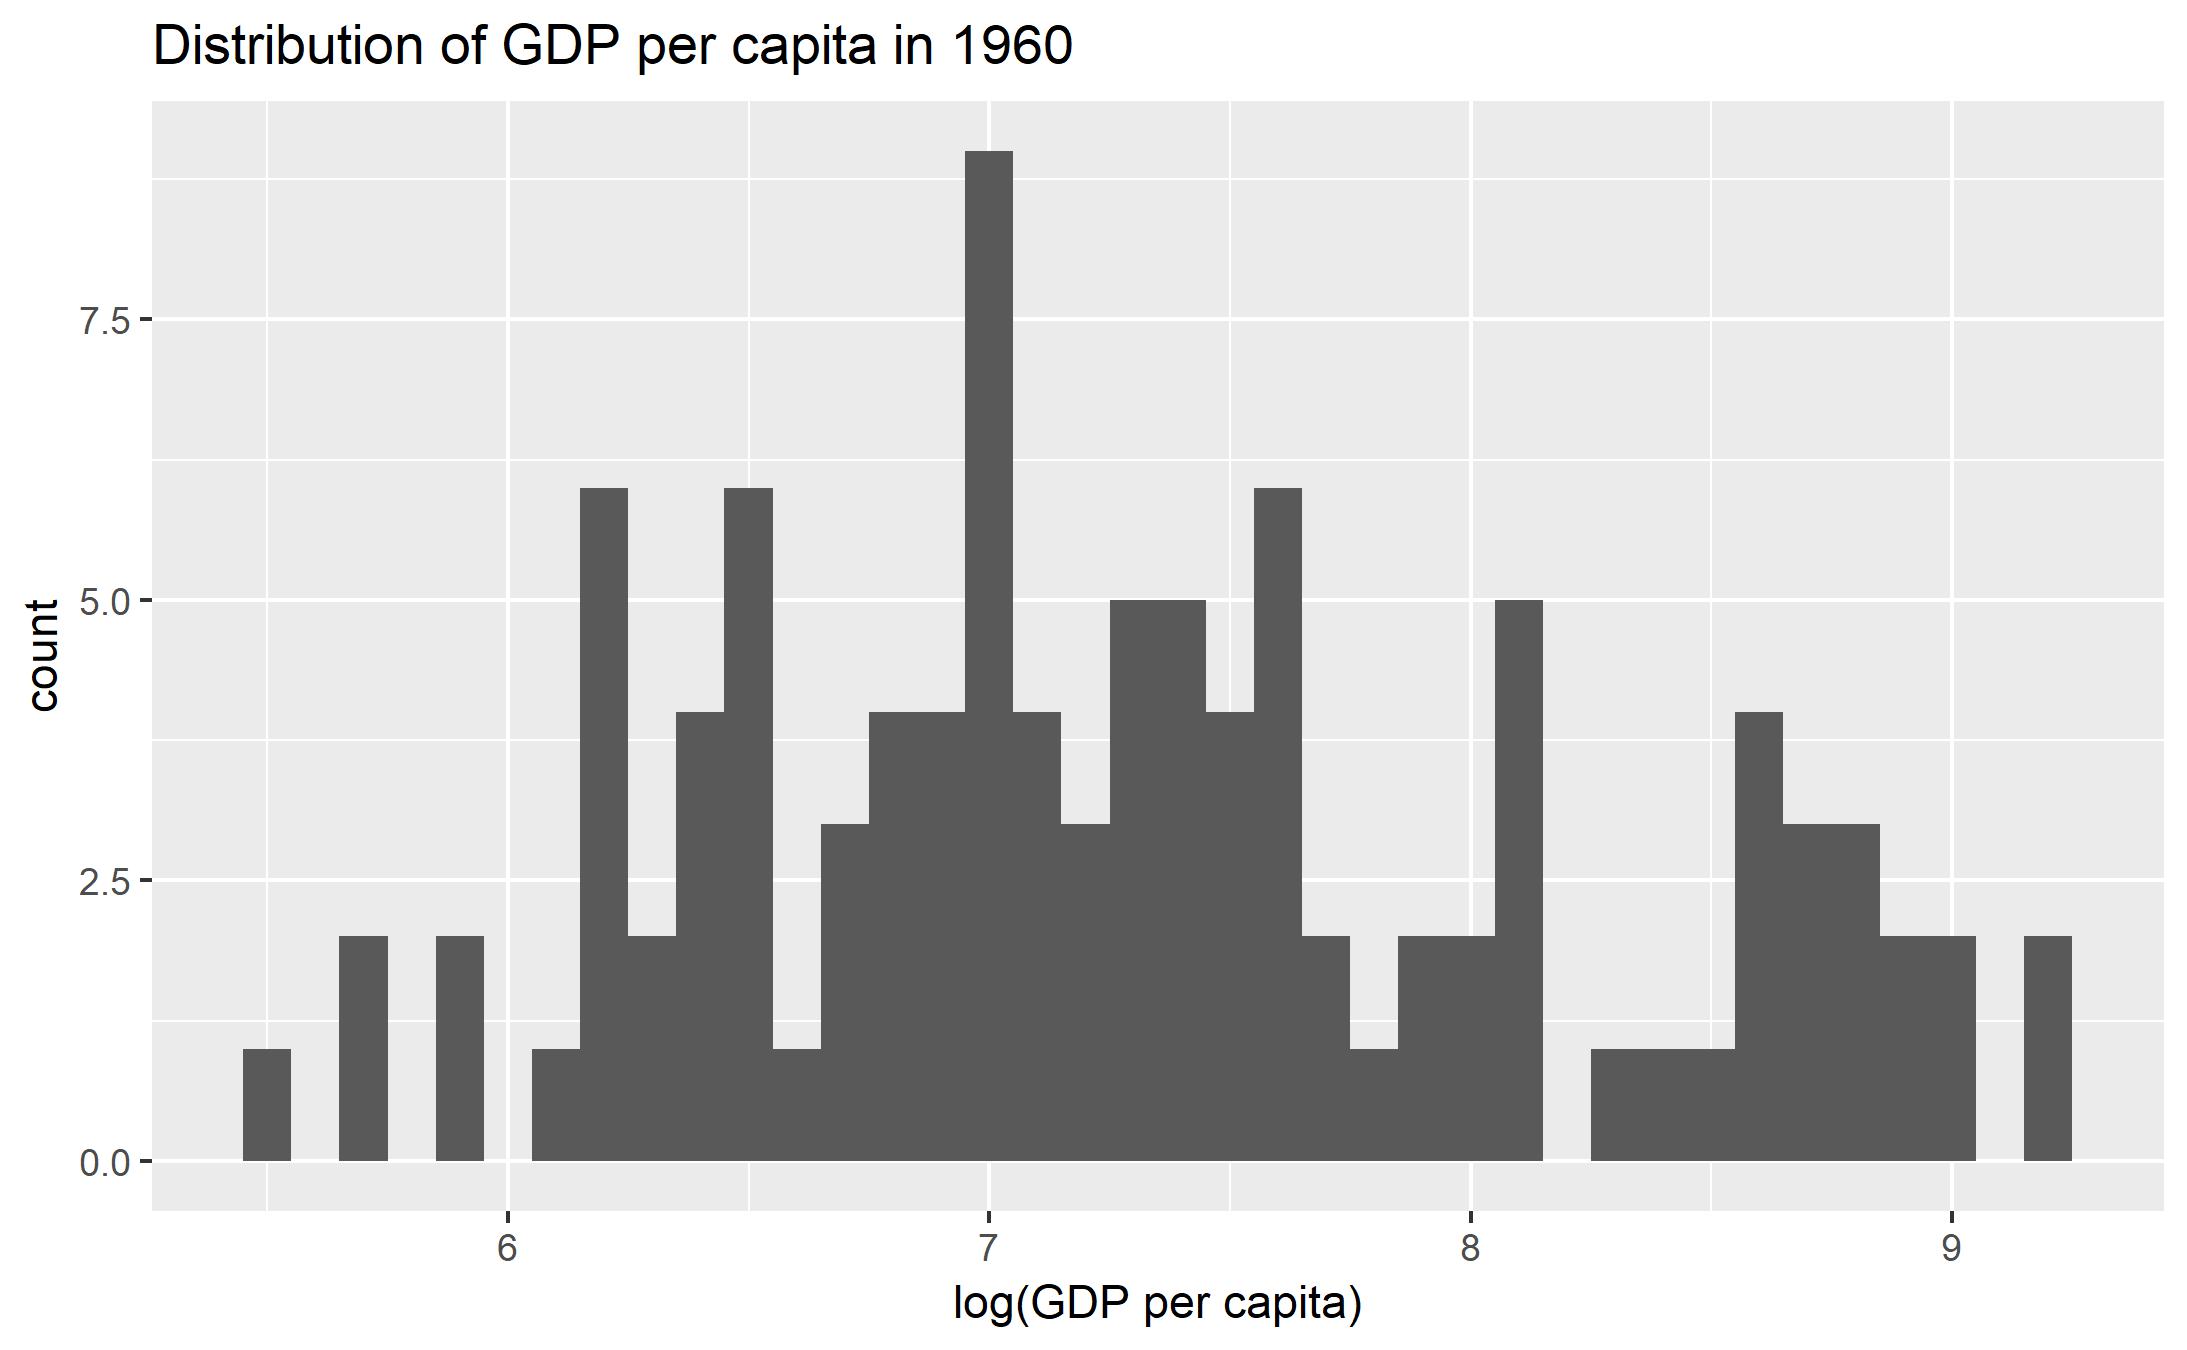 Distribution of GDP per capita in 1960
7.5
5.0
2.5
0.0
count
6 7 8 9
log(GDP per capita)